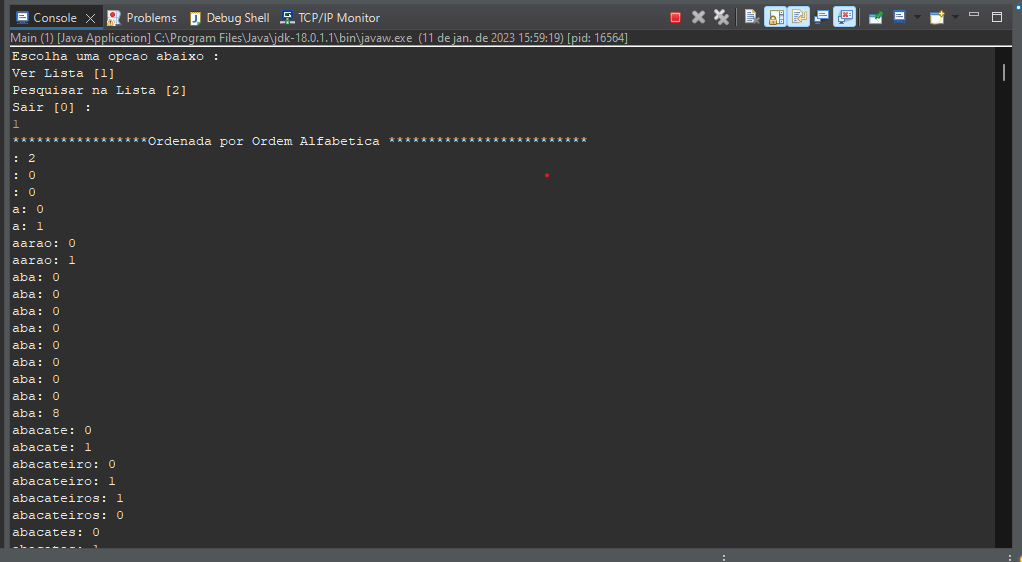 Console Problems Debug Shell TCP/IP Monitor
Main (1) [Java Application] C:\Program Files\Java\jdk-18.0.1.1\bin\javaw.exe (11 de jan. de 2023 15:59:19) [pid: 16564]
Escolha uma opcao abaixo :
Ver Lista [1]
Pesquisar na Lista [2]
Sair [0] :
1
*****************Ordenada por Ordem Alfabetica *************************
: 2
: 0
: 0
a: 0
a: 1
aarao: 0
aarao: 1
aba: 0
aba: 0
aba: 0
aba: 0
aba: 0
aba: 0
aba: 0
aba: 0
aba: 8
abacate: 0
abacate: 1
abacateiro: 0
abacateiro: 1
abacateiros: 1
abacateiros: 0
abacates: 0